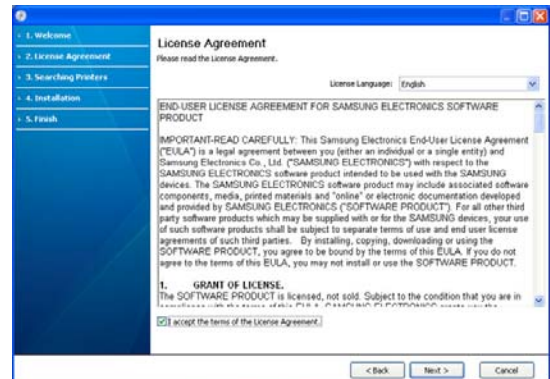 1. Welcome
2. License Agreement
3. Searching Printers
4. Installation
5. Finish
License Agreement
Please read the License Agreement.
License Language: English
END-USER LICENSE AGREEMENT FOR SAMSUNG ELECTRONICS SOFTWARE
PRODUCT
IMPORTANT-READ CAREFULLY: This Samsung Electronics End-User License Agreement
("EULA") is a legal agreement between you (either an individual or a single entity) and
Samsung Electronics Co., Ltd. ("SAMSUNG ELECTRONICS") with respect to the
SAMSUNG ELECTRONICS software product intended to be used with the SAMSUNG
devices. The SAMSUNG ELECTRONICS software product may include associated software
components, media, printed materials and "online" or electronic documentation developed
and provided by SAMSUNG ELECTRONICS ("SOFTWARE PRODUCT"). For all other third
party software products which may be supplied with or for the SAMSUNG devices, your use
of such software products shall be subject to separate terms of use and end user license
agreements of such third parties. By installing, copying, downloading or using the
SOFTWARE PRODUCT, you agree to be bound by the terms of this EULA. If you do not
agree to the terms of this EULA, you may not install or use the SOFTWARE PRODUCT.
1. GRANT OF LICENSE.
The SOFTWARE PRODUCT is licensed, not sold. Subject to the condition that you are in
I accept the terms of the License Agreement.
< Back Next > Cancel